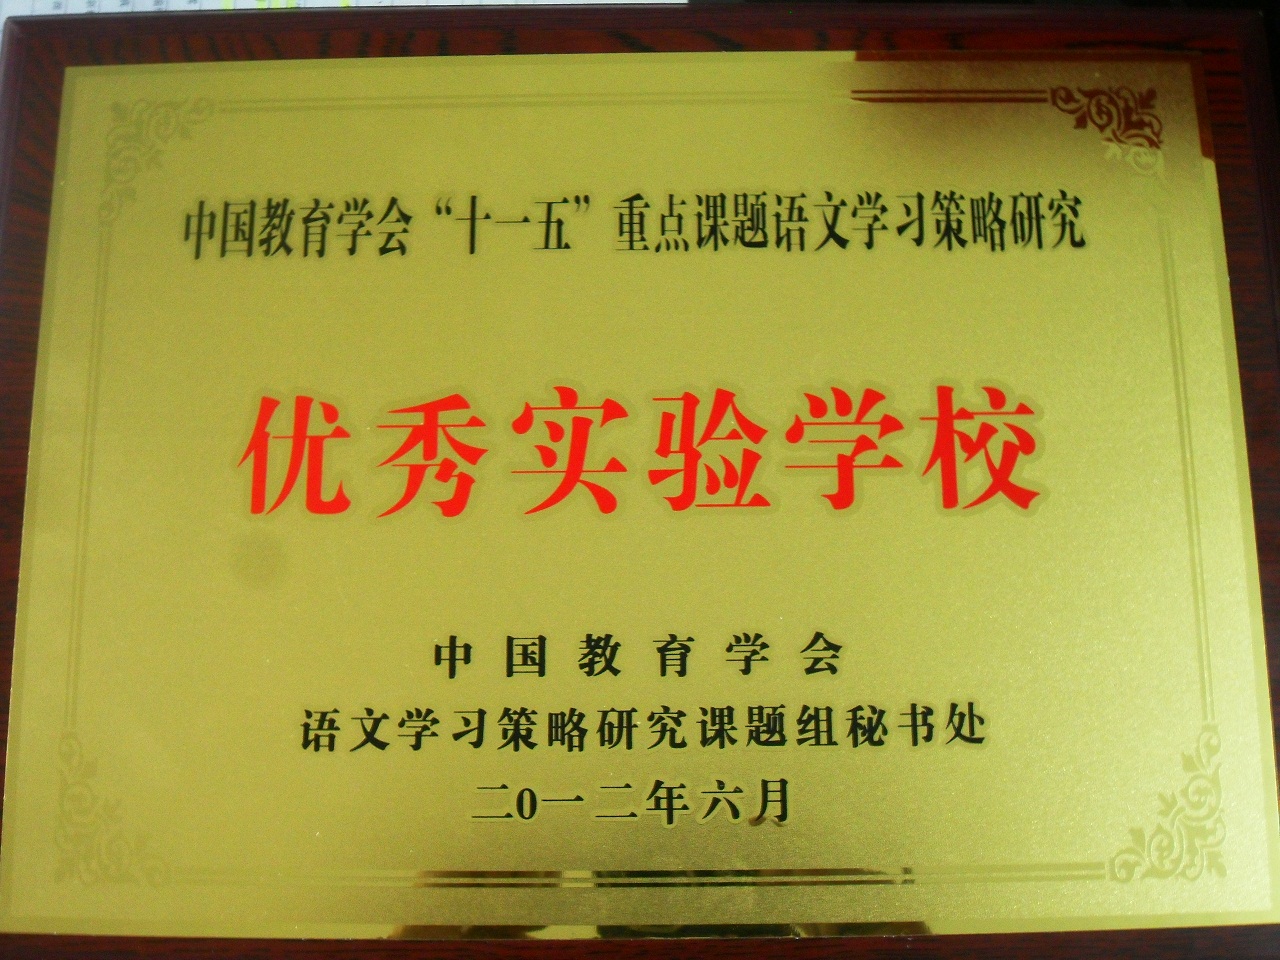 中国教育学会“十一五”重点课题语文学习策略研究
优秀实验学校
中国教育学会
语文学习策略研究课题组秘书处
二0一二年六月